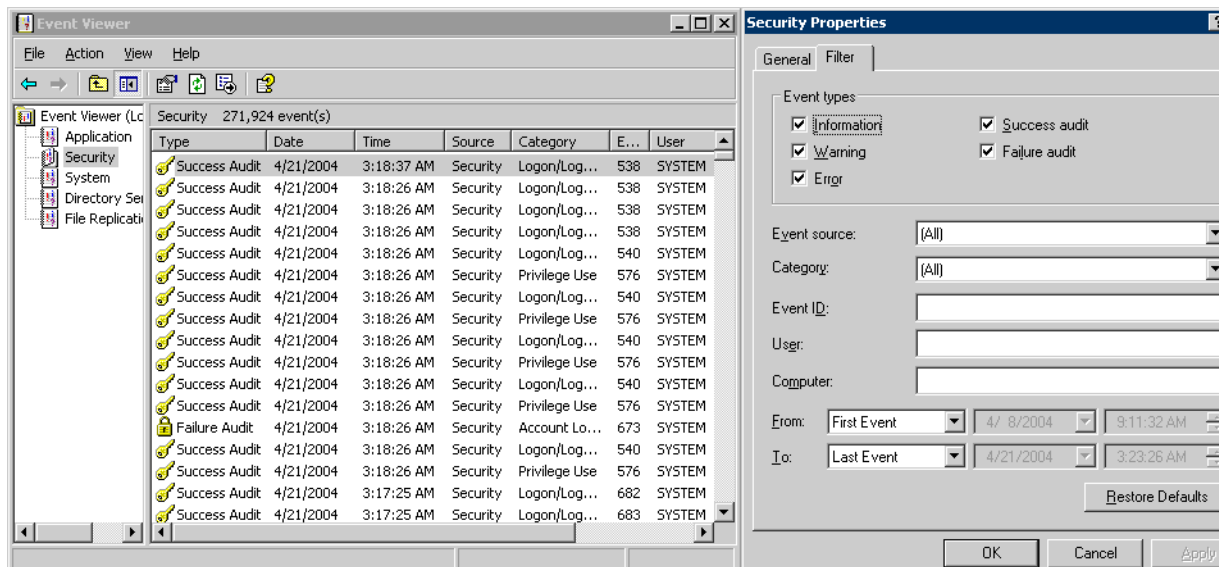 Event Viewer
File Action View Help
Event Viewer (Lo
Application
Security
System
Directory Ser
File Replicati
Security 271,924 event(s)
Type Date Time Source Category E... User
Success Audit 4/21/2004 3:18:37 AM Security Logon/Log... 538 SYSTEM
Success Audit 4/21/2004 3:18:26 AM Security Logon/Log... 538 SYSTEM
Success Audit 4/21/2004 3:18:26 AM Security Logon/Log... 538 SYSTEM
Success Audit 4/21/2004 3:18:26 AM Security Logon/Log... 538 SYSTEM
Success Audit 4/21/2004 3:18:26 AM Security Logon/Log... 540 SYSTEM
Success Audit 4/21/2004 3:18:26 AM Security Privilege Use 576 SYSTEM
Success Audit 4/21/2004 3:18:26 AM Security Logon/Log... 540 SYSTEM
Success Audit 4/21/2004 3:18:26 AM Security Privilege Use 576 SYSTEM
Success Audit 4/21/2004 3:18:26 AM Security Logon/Log... 540 SYSTEM
Success Audit 4/21/2004 3:18:26 AM Security Privilege Use 576 SYSTEM
Success Audit 4/21/2004 3:18:26 AM Security Logon/Log... 540 SYSTEM
Success Audit 4/21/2004 3:18:26 AM Security Privilege Use 576 SYSTEM
Failure Audit 4/21/2004 3:18:26 AM Security Account Lo... 673 SYSTEM
Success Audit 4/21/2004 3:18:26 AM Security Logon/Log... 540 SYSTEM
Success Audit 4/21/2004 3:18:26 AM Security Privilege Use 576 SYSTEM
Success Audit 4/21/2004 3:17:25 AM Security Logon/Log... 682 SYSTEM
Success Audit 4/21/2004 3:17:25 AM Security Logon/Log... 683 SYSTEM
Security Properties
General Filter
Event types
Information Success audit
Warning Failure audit
Error
Event source: (All)
Category: (All)
Event ID:
User:
Computer:
From: First Event 4/ 8/2004 9:11:32 AM
To: Last Event 4/21/2004 3:23:26 AM
Restore Defaults
OK Cancel Apply